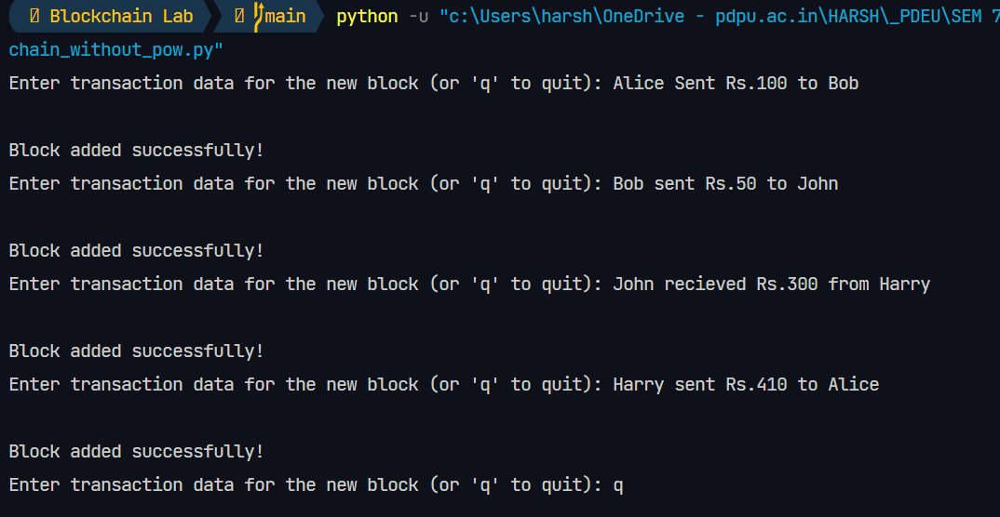 Blockchain Lab main python -u "c:\Users\harsh\OneDrive - pdpu.ac.in\HARSH\_PDEU\SEM 7
chain_without_pow.py"
Enter transaction data for the new block (or 'q' to quit): Alice Sent Rs.100 to Bob
Block added successfully!
Enter transaction data for the new block (or 'q' to quit): Bob sent Rs.50 to John
Block added successfully!
Enter transaction data for the new block (or 'q' to quit): John recieved Rs.300 from Harry
Block added successfully!
Enter transaction data for the new block (or 'q' to quit): Harry sent Rs.410 to Alice
Block added successfully!
Enter transaction data for the new block (or 'q' to quit): q